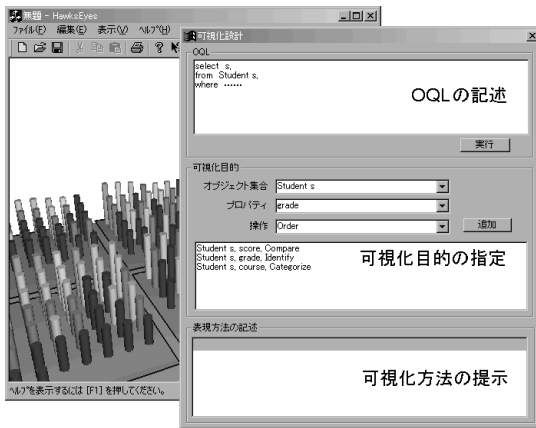 無題 - HawksEyes
ファイル(F) 編集(E) 表示(V) ヘルプ(H)
可視化設計
OQL
select s,
from Student s,
where ……
OQLの記述
実行
可視化目的
オブジェクト集合 Student s
プロパティ grade
操作 Order 追加
Student s, score, Compare
Student s, grade, Identify
Student s, course, Categorize
可視化目的の指定
表現方法の記述
可視化方法の提示
ヘルプを表示するには [F1] を押してください。